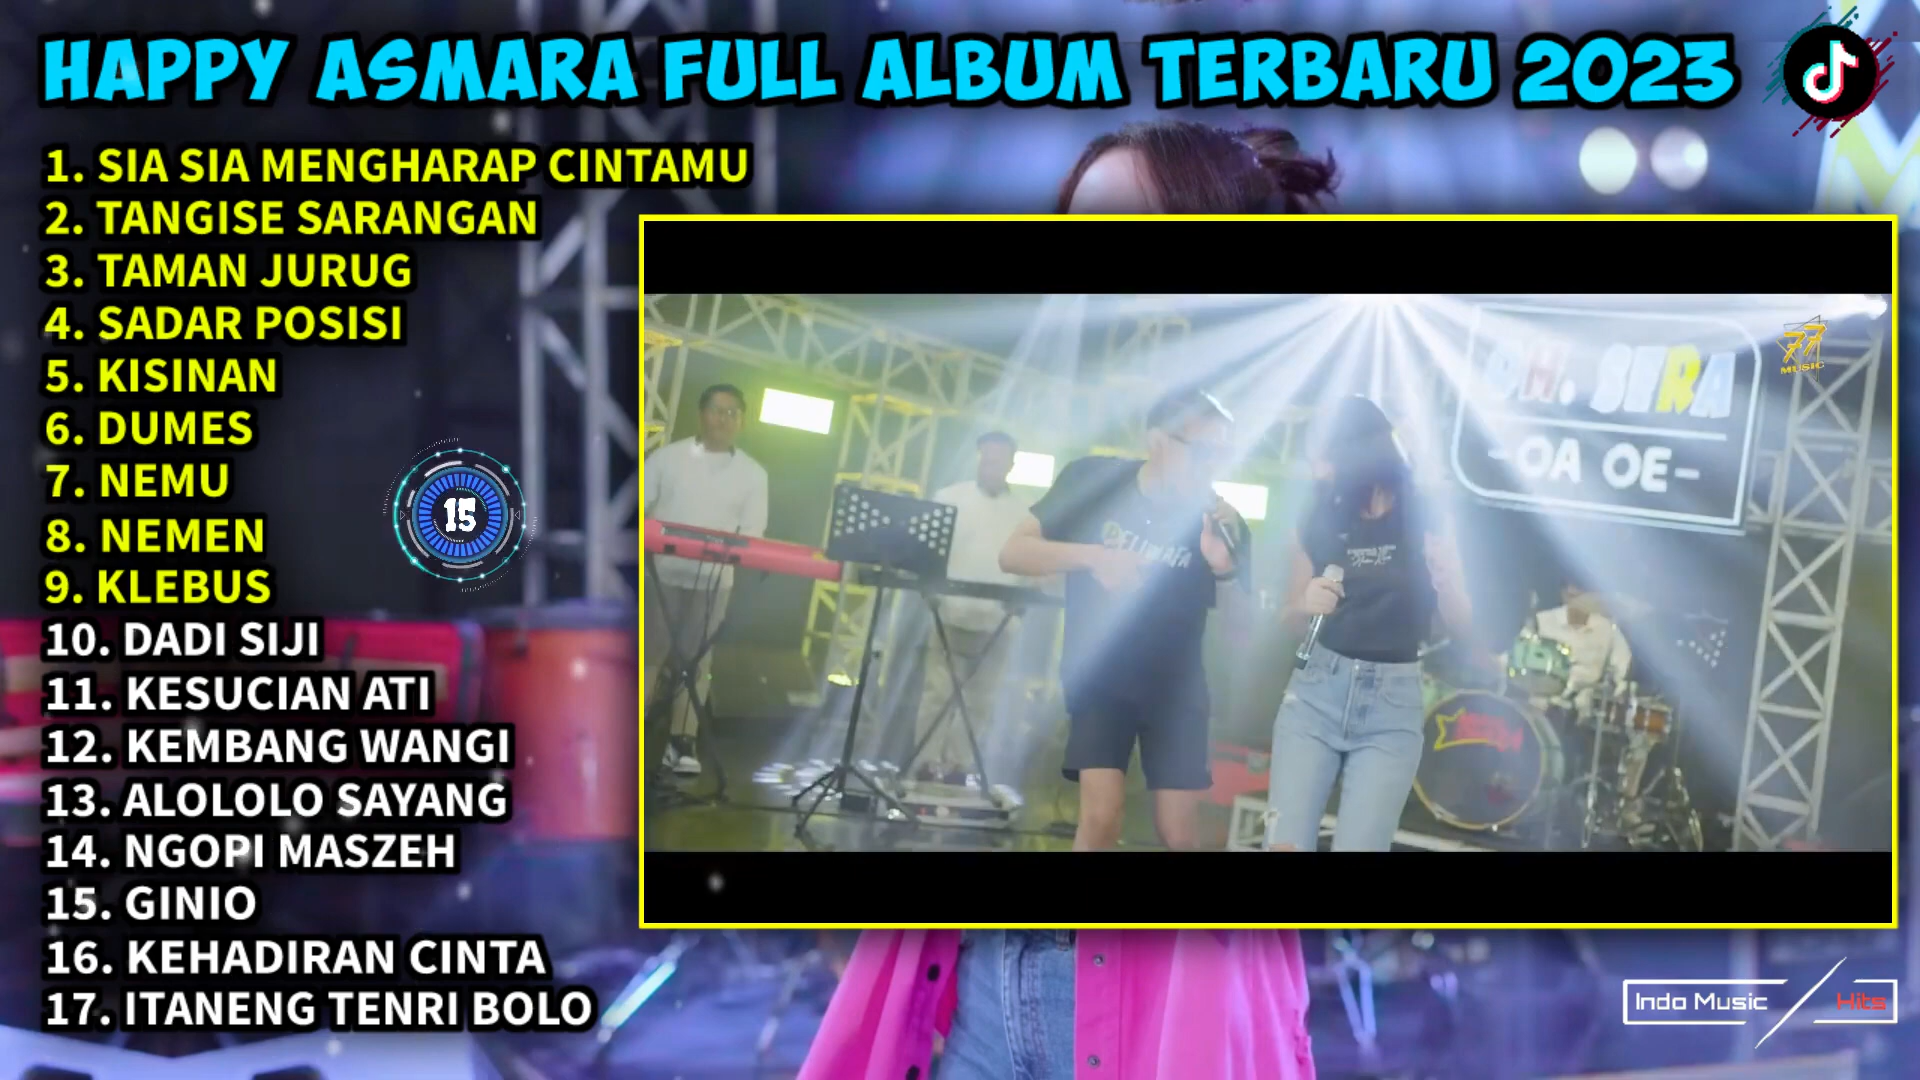 HAPPY ASMARA FULL ALBUM TERBARU 2023
1. SIA SIA MENGHARAP CINTAMU
2. TANGISE SARANGAN
3. TAMAN JURUG
4. SADAR POSISI
5. KISINAN
6. DUMES
7. NEMU
8. NEMEN
9. KLEBUS
10. DADI SIJI
11. KESUCIAN ATI
12. KEMBANG WANGI
13. ALOLOLO SAYANG
14. NGOPI MASZEH
15. GINIO
16. KEHADIRAN CINTA
17. ITANENG TENRI BOLO
15
77
MUSIC
SERA
-OA OE-
Indo Music Hits